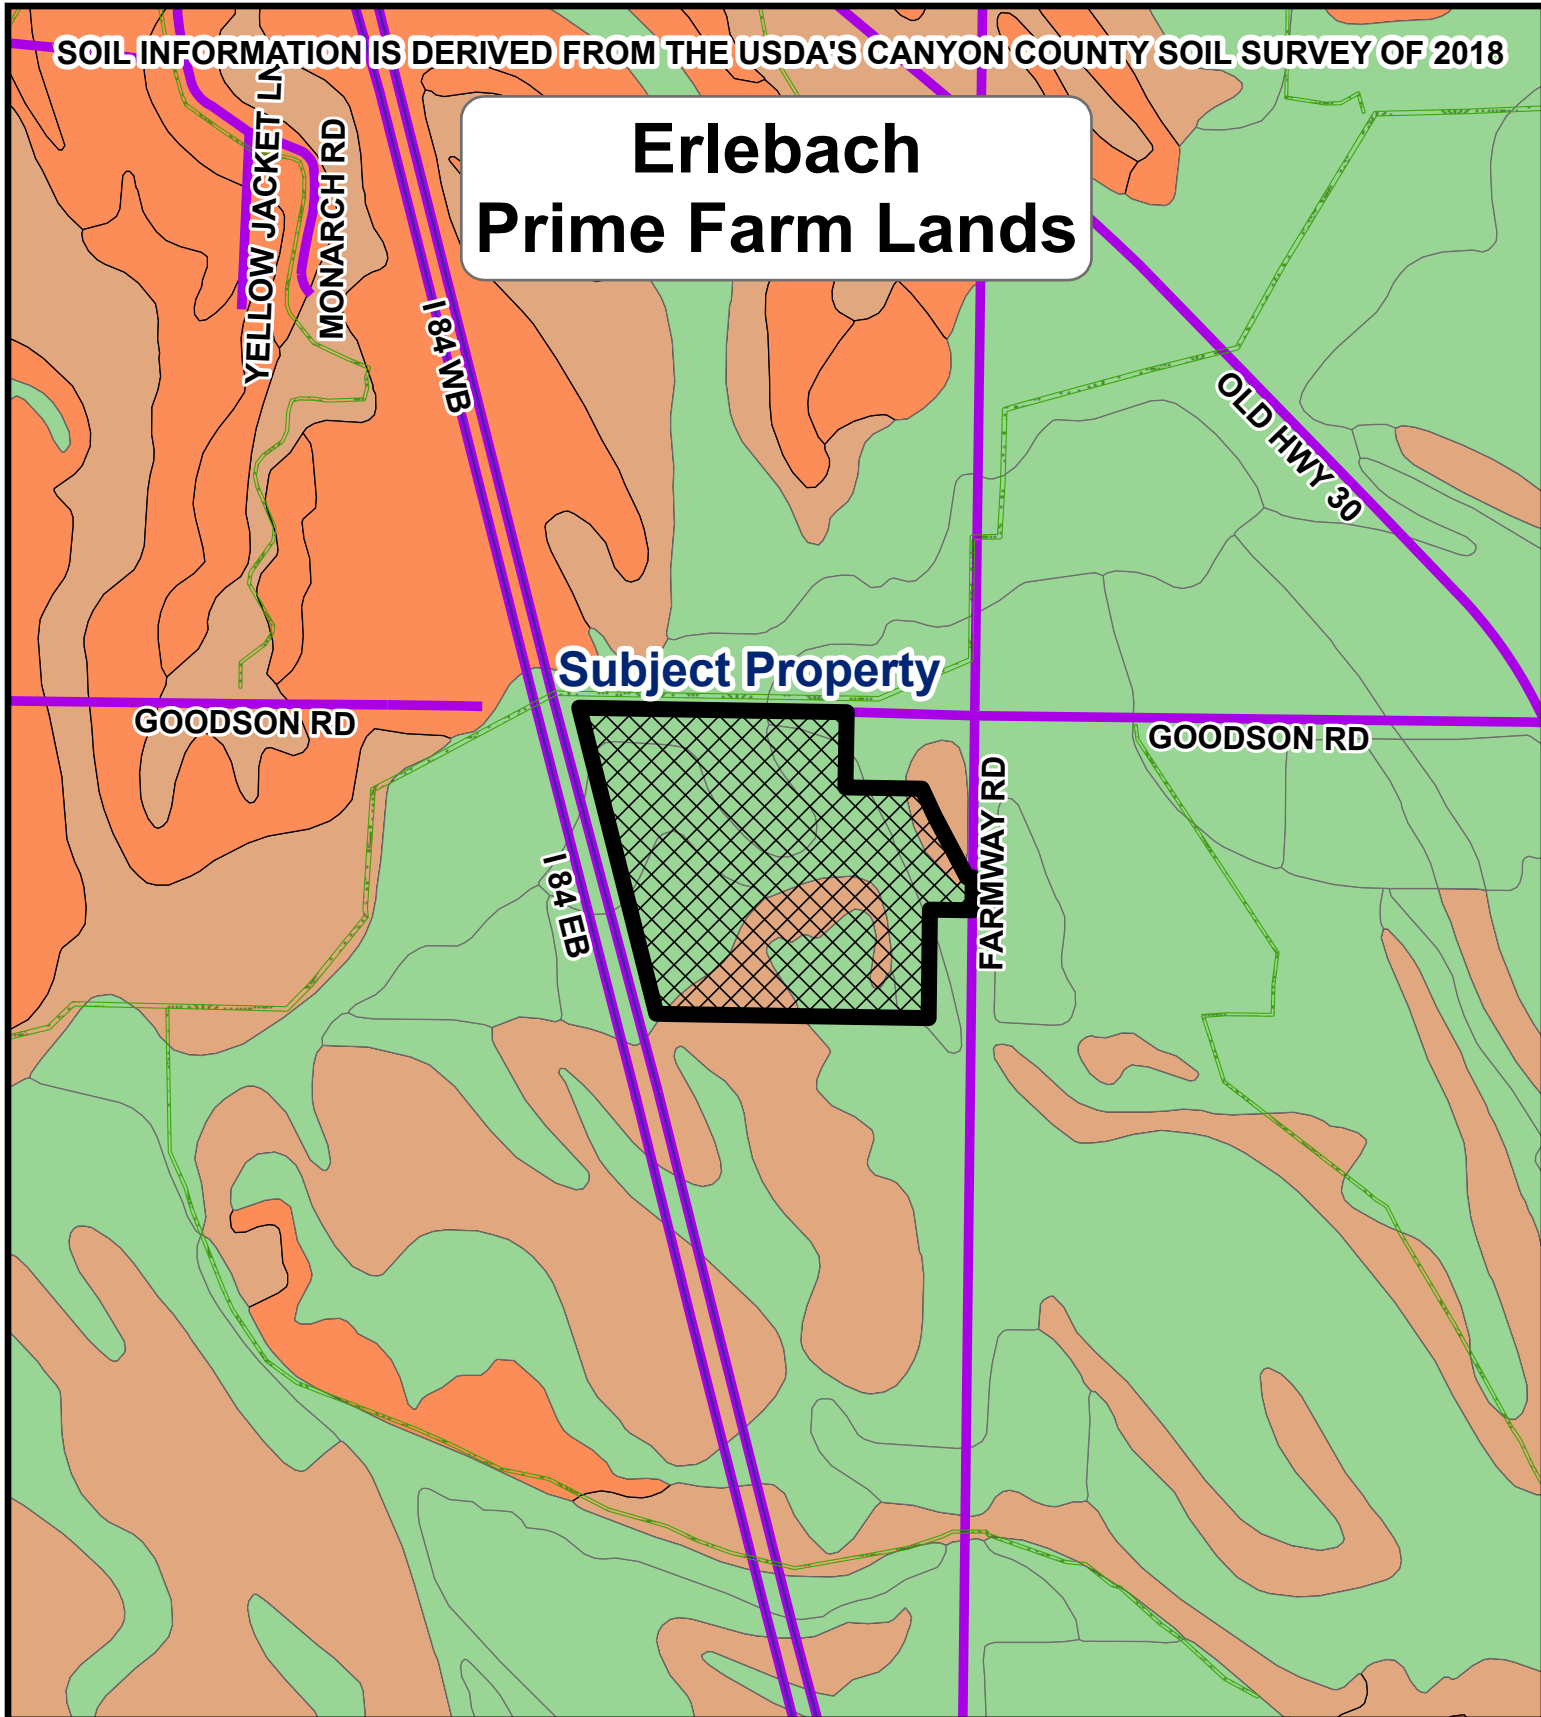 SOIL INFORMATION IS DERIVED FROM THE USDA'S CANYON COUNTY SOIL SURVEY OF 2018
Erlebach
Prime Farm Lands
YELLOW JACKET LN
MONARCH RD
I 84 WB
OLD HWY 30
Subject Property
GOODSON RD
GOODSON RD
FARMWAY RD
I 84 EB